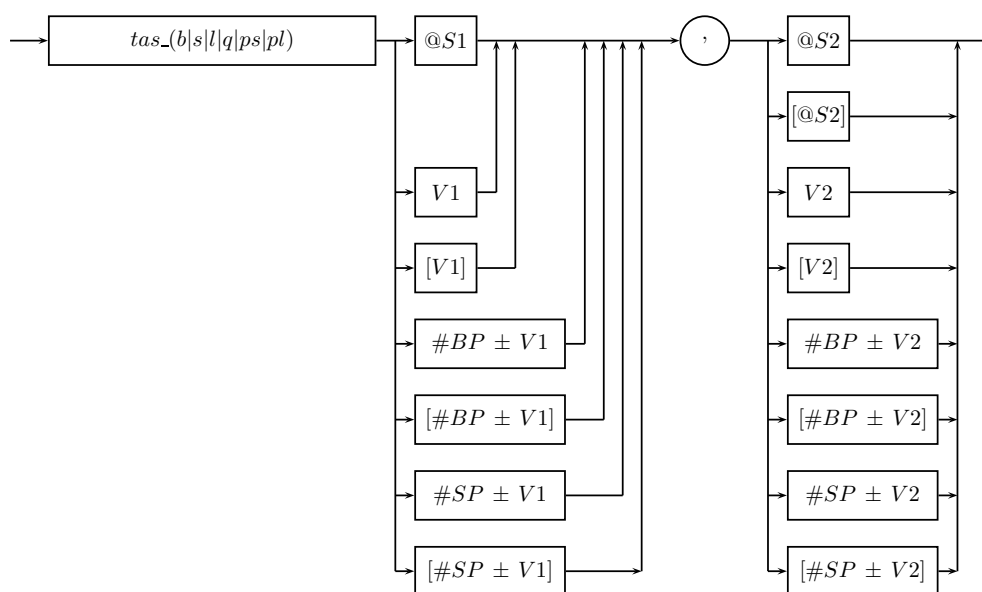 tas_(b|s|l|q|ps|pl) @S1 , @S2
[@S2]
V1 V2
[V1] [V2]
#BP ± V1 #BP ± V2
[#BP ± V1] [#BP ± V2]
#SP ± V1 #SP ± V2
[#SP ± V1] [#SP ± V2]